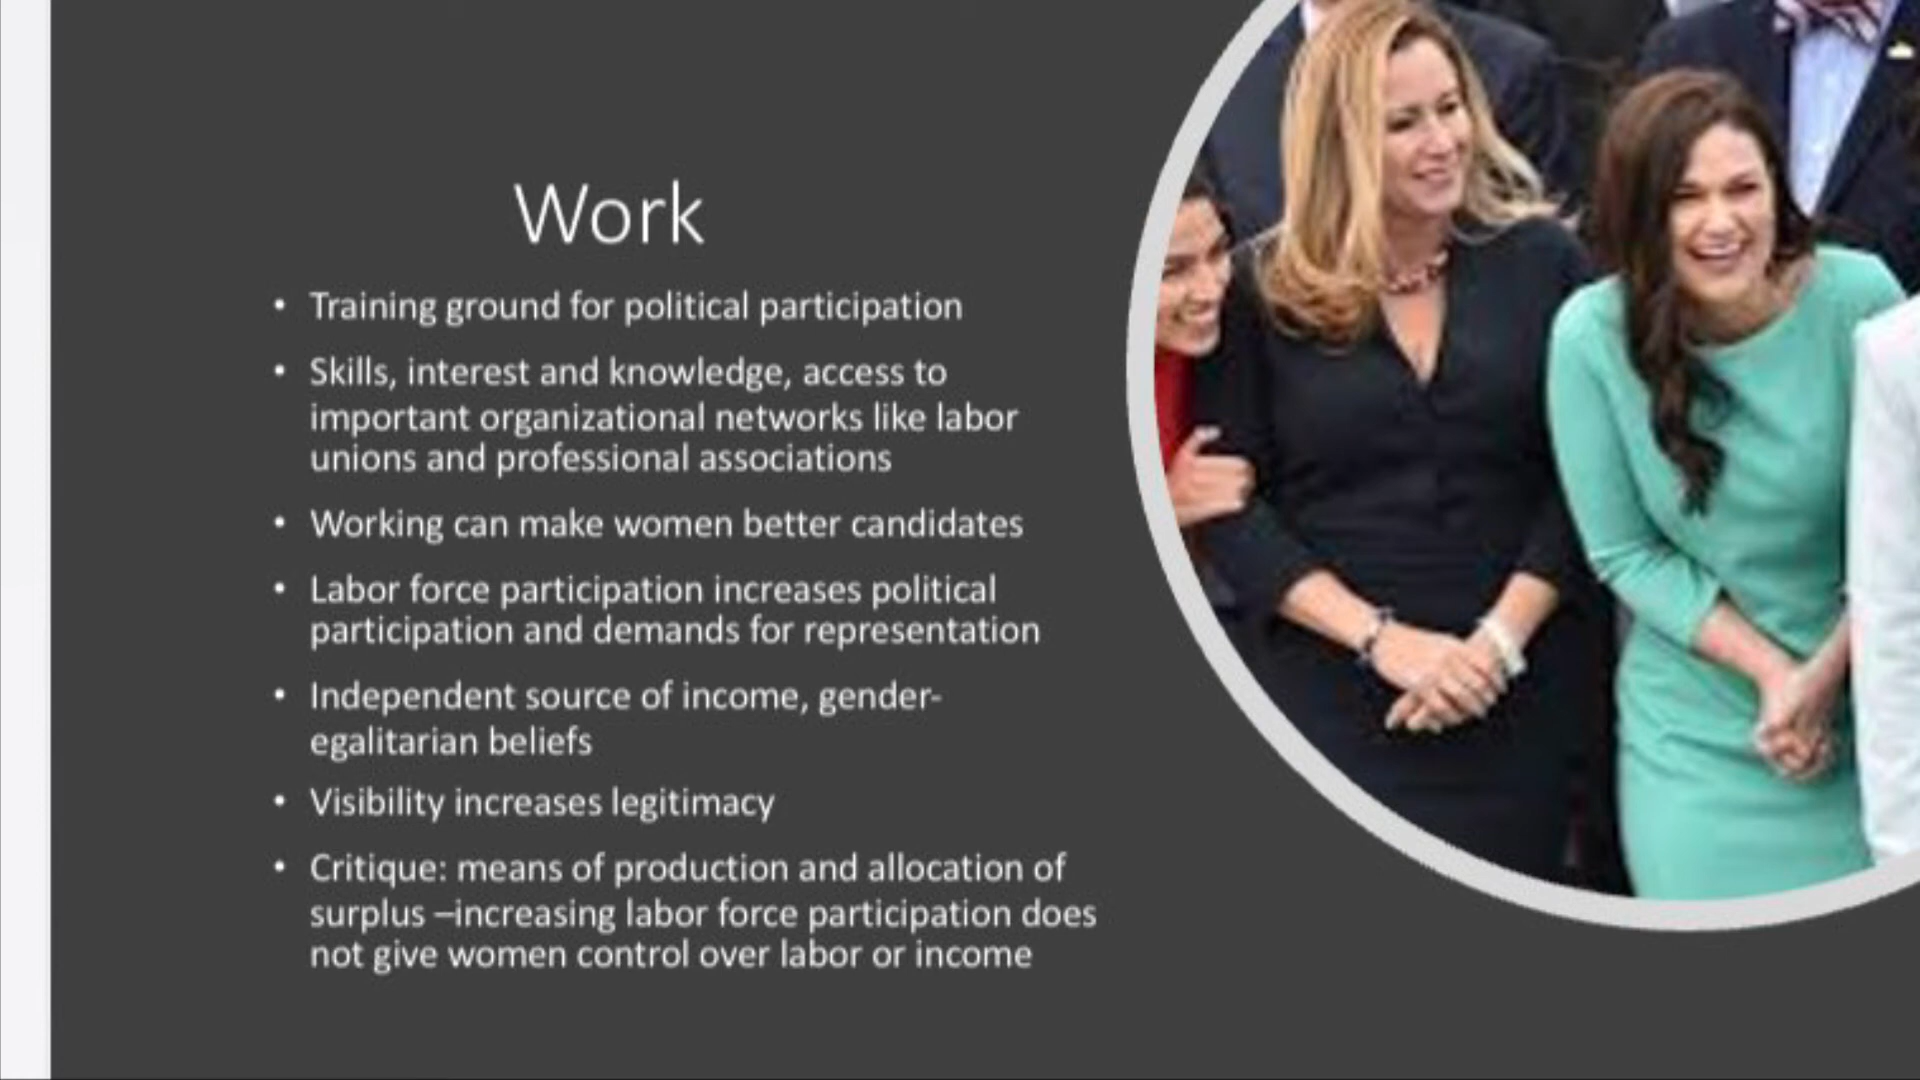 Work
• Training ground for political participation
• Skills, interest and knowledge, access to
important organizational networks like labor
unions and professional associations
• Working can make women better candidates
• Labor force participation increases political
participation and demands for representation
• Independent source of income, gender-
egalitarian beliefs
• Visibility increases legitimacy
• Critique: means of production and allocation of
surplus –increasing labor force participation does
not give women control over labor or income